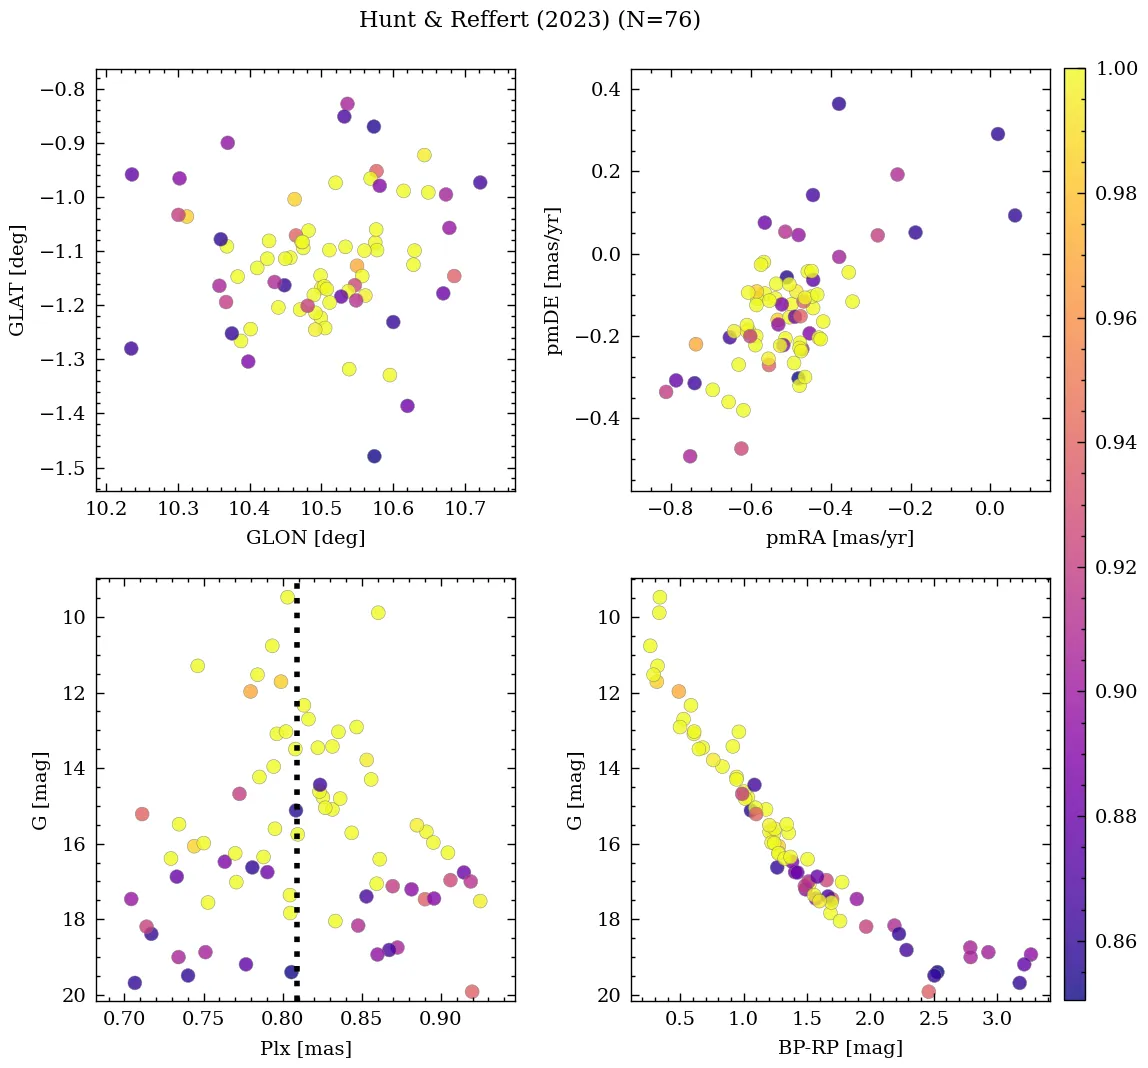 Hunt & Reffert (2023) (N=76)
−0.8
−0.9
−1.0
−1.1
−1.2
−1.3
−1.4
−1.5
GLAT [deg]
10.2 10.3 10.4 10.5 10.6 10.7
GLON [deg]
0.4
0.2
0.0
−0.2
−0.4
pmDE [mas/yr]
−0.8 −0.6 −0.4 −0.2 0.0
pmRA [mas/yr]
10
12
14
16
18
20
G [mag]
0.70 0.75 0.80 0.85 0.90
Plx [mas]
10
12
14
16
18
20
G [mag]
0.5 1.0 1.5 2.0 2.5 3.0
BP-RP [mag]
1.00
0.98
0.96
0.94
0.92
0.90
0.88
0.86